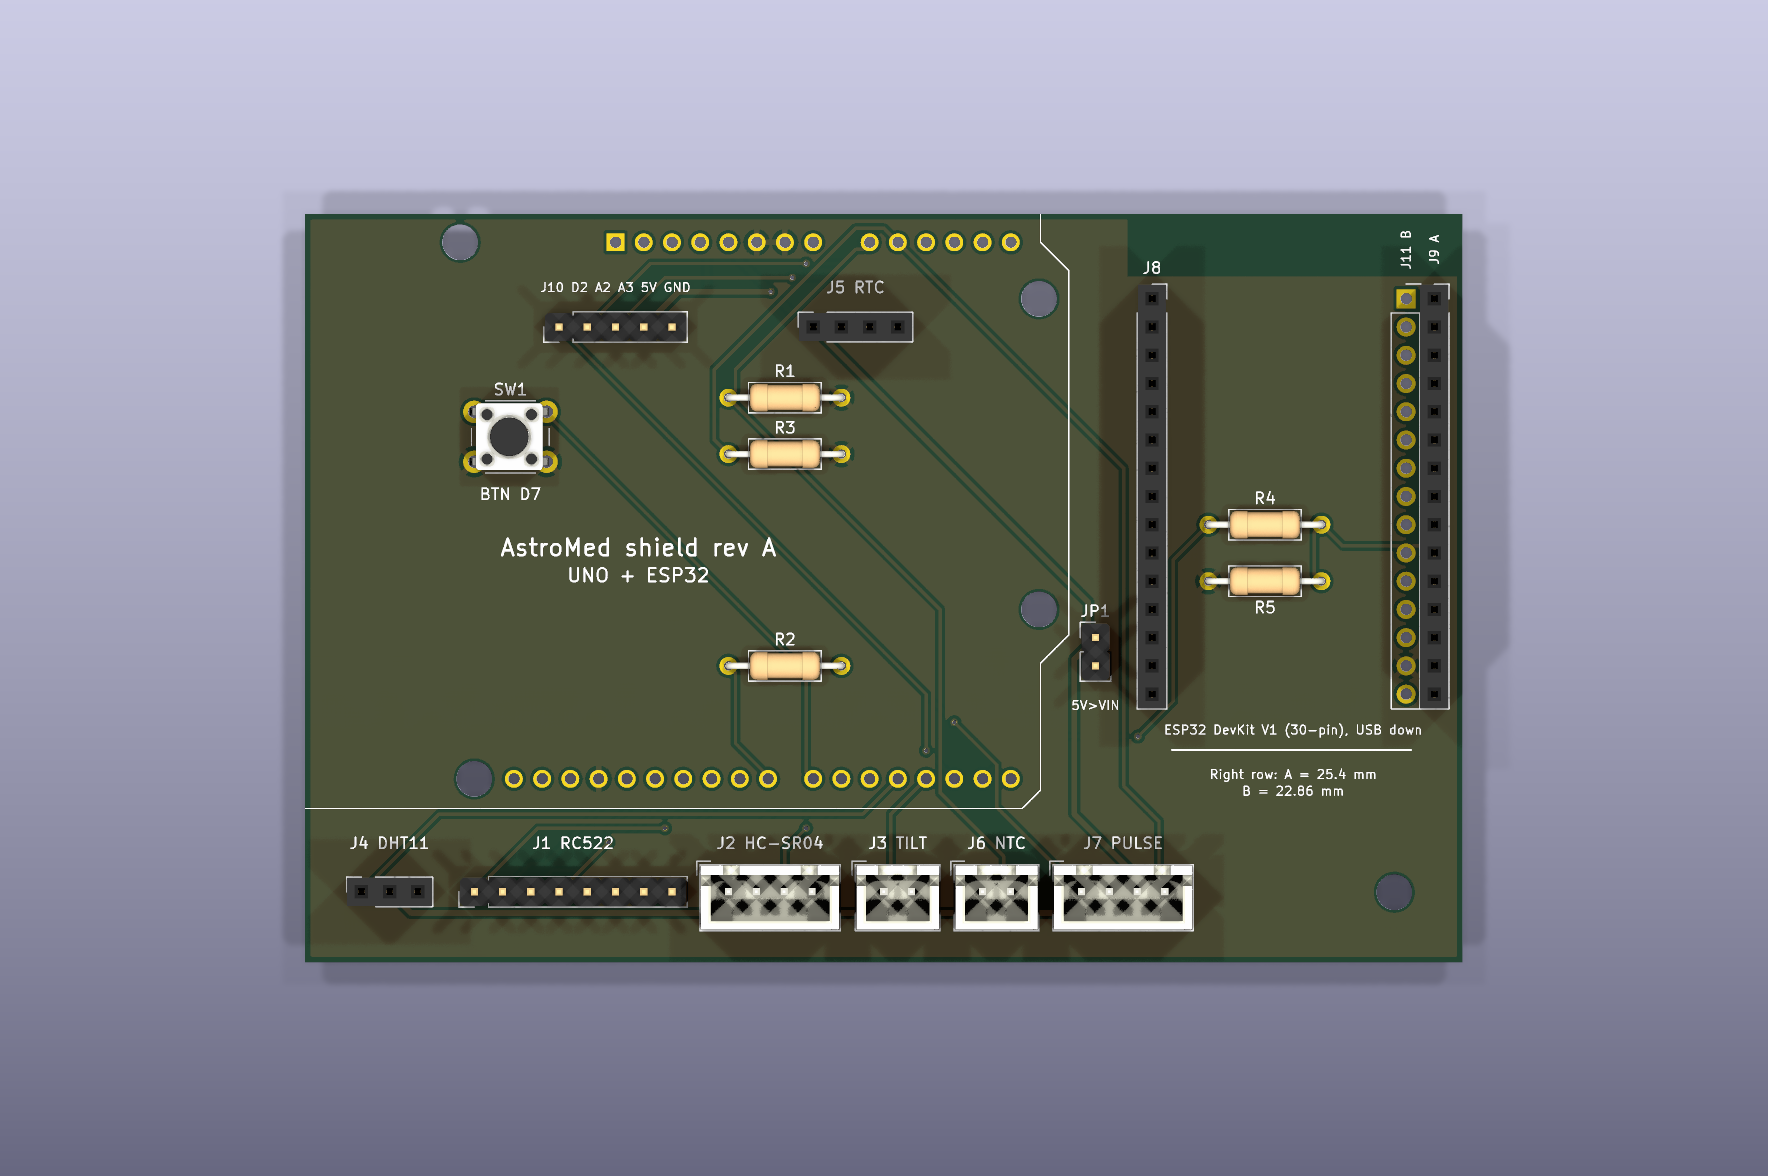 J11 B
J9 A
J8
J10 D2 A2 A3 5V GND
J5 RTC
R1
SW1
R3
BTN D7
R4
AstroMed shield rev A
UNO + ESP32
R5
JP1
R2
5V>VIN
ESP32 DevKit V1 (30-pin), USB down
Right row: A = 25.4 mm
B = 22.86 mm
J4 DHT11
J1 RC522
J2 HC-SR04
J3 TILT
J6 NTC
J7 PULSE